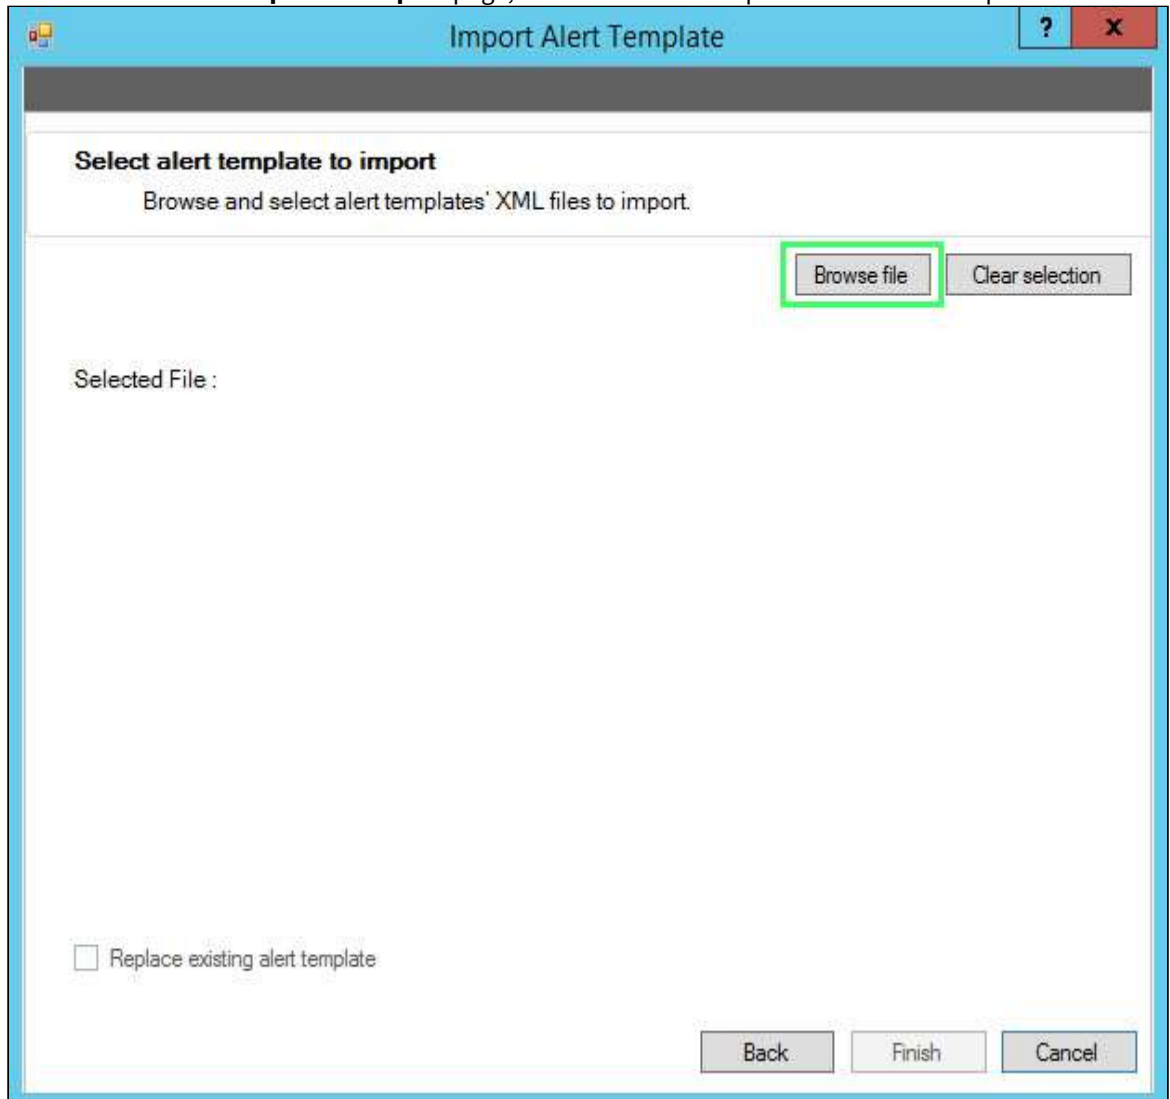 Import Alert Template
? X
Select alert template to import
Browse and select alert templates' XML files to import.
Browse file Clear selection
Selected File :
Replace existing alert template
Back Finish Cancel